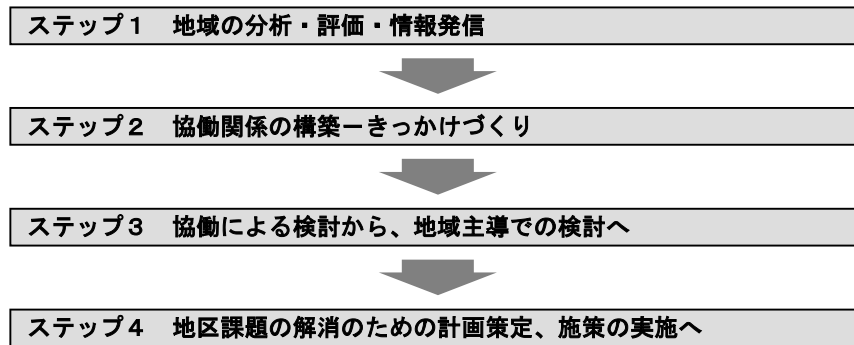 ステップ1 地域の分析・評価・情報発信
ステップ2 協働関係の構築－きっかけづくり
ステップ3 協働による検討から、地域主導での検討へ
ステップ4 地区課題の解消のための計画策定、施策の実施へ